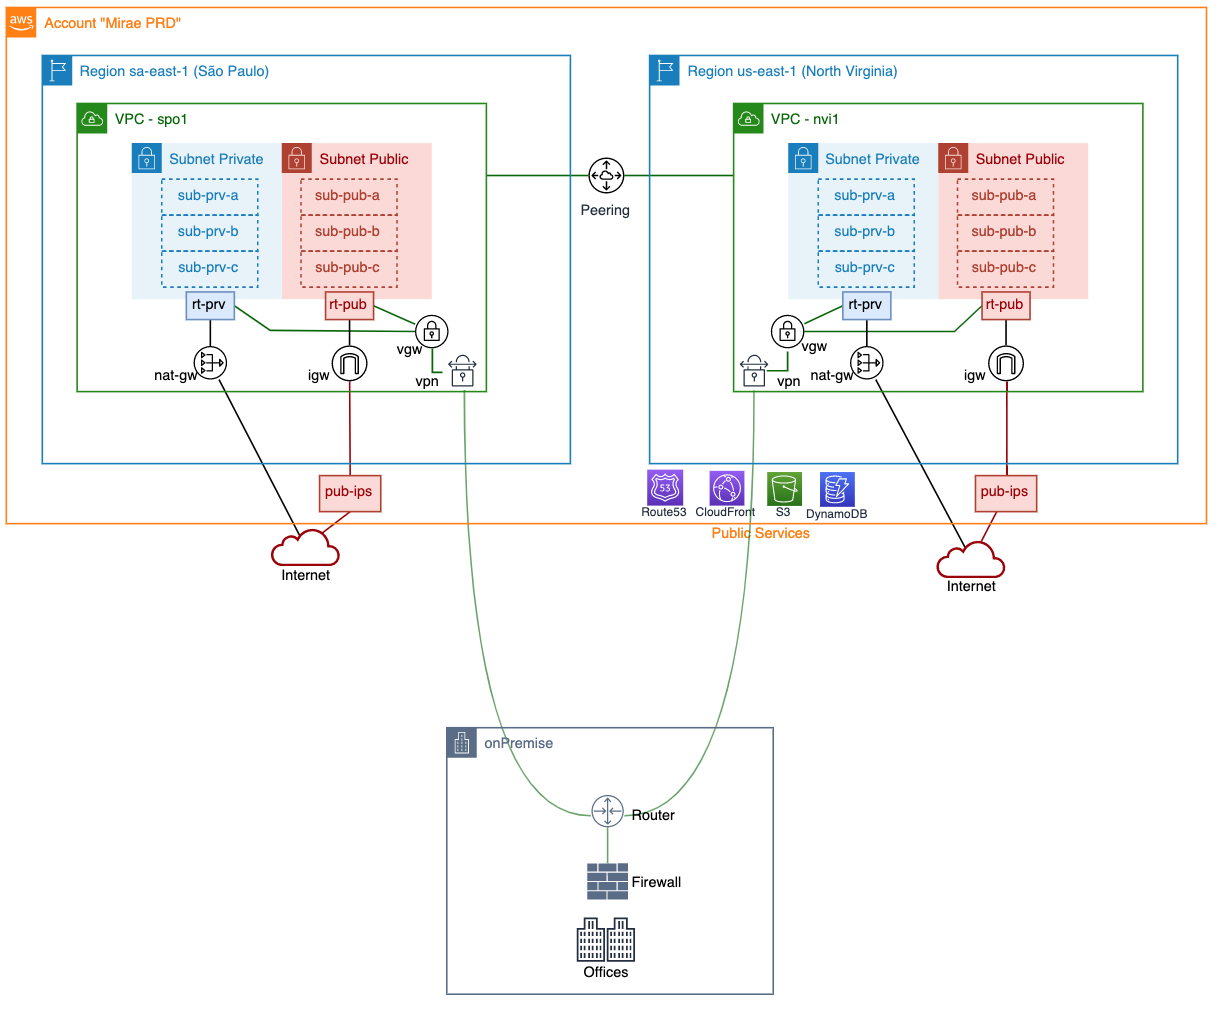 aws
Account "Mirae PRD"
Region sa-east-1 (São Paulo)
VPC - spo1
Subnet Private
Subnet Public
sub-prv-a
sub-pub-a
sub-prv-b
sub-pub-b
sub-prv-c
sub-pub-c
rt-prv
rt-pub
vgw
nat-gw
igw
vpn
pub-ips
Internet
Peering
Region us-east-1 (North Virginia)
VPC - nvi1
Subnet Private
Subnet Public
sub-prv-a
sub-pub-a
sub-prv-b
sub-pub-b
sub-prv-c
sub-pub-c
rt-prv
rt-pub
vgw
vpn
nat-gw
igw
pub-ips
Internet
53
Route53
CloudFront
S3
DynamoDB
Public Services
onPremise
Router
Firewall
Offices